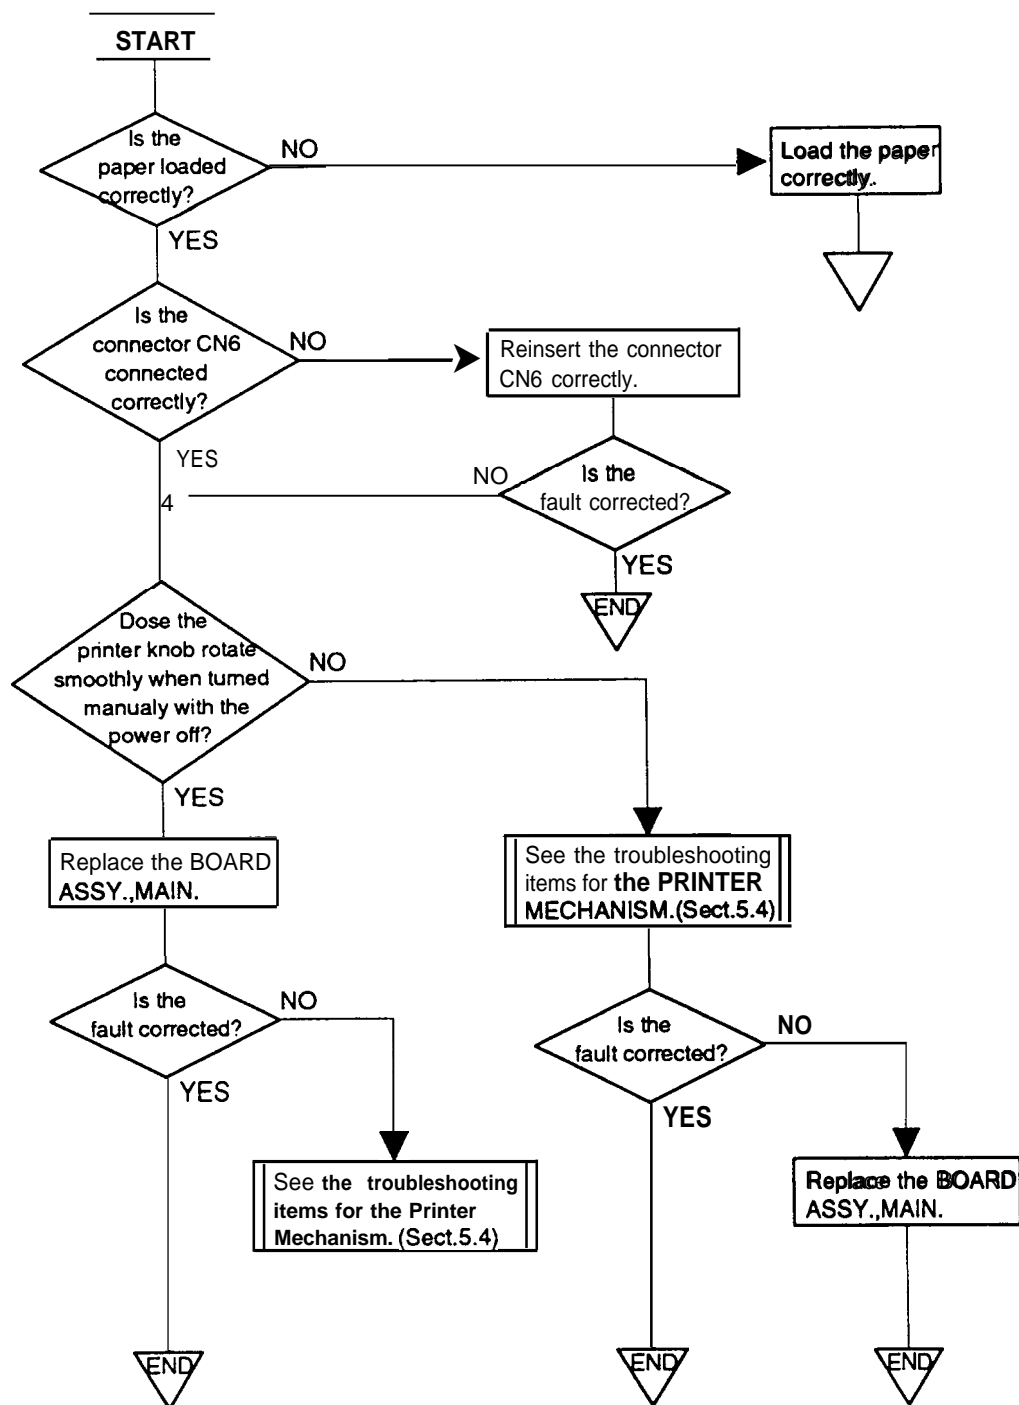 START
Is the
paper loaded
correctly?
NO
Load the paper
correctly.
YES
Is the
connector CN6
connected
correctly?
NO
Reinsert the connector
CN6 correctly.
YES
Is the
fault corrected?
NO
4
YES
END
Dose the
printer knob rotate
smoothly when turned
manualy with the
power off?
NO
YES
Replace the BOARD
ASSY.,MAIN.
See the troubleshooting
items for the PRINTER
MECHANISM.(Sect.5.4)
Is the
fault corrected?
NO
YES
Is the
fault corrected?
NO
YES
See the troubleshooting
items for the Printer
Mechanism. (Sect.5.4)
Replace the BOARD
ASSY.,MAIN.
END
END
END